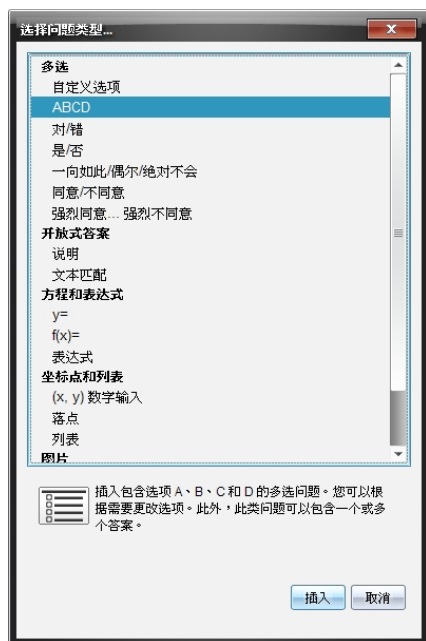 选择问题类型...
多选
自定义选项
ABCD
对/错
是/否
一向如此/偶尔/绝对不会
同意/不同意
强烈同意... 强烈不同意
开放式答案
说明
文本匹配
方程和表达式
y=
f(x)=
表达式
坐标点和列表
(x, y) 数字输入
落点
列表
图片
插入包含选项 A、B、C 和 D 的多选问题。您可以根
据需要更改选项。此外，此类问题可以包含一个或多
个答案。
插入
取消